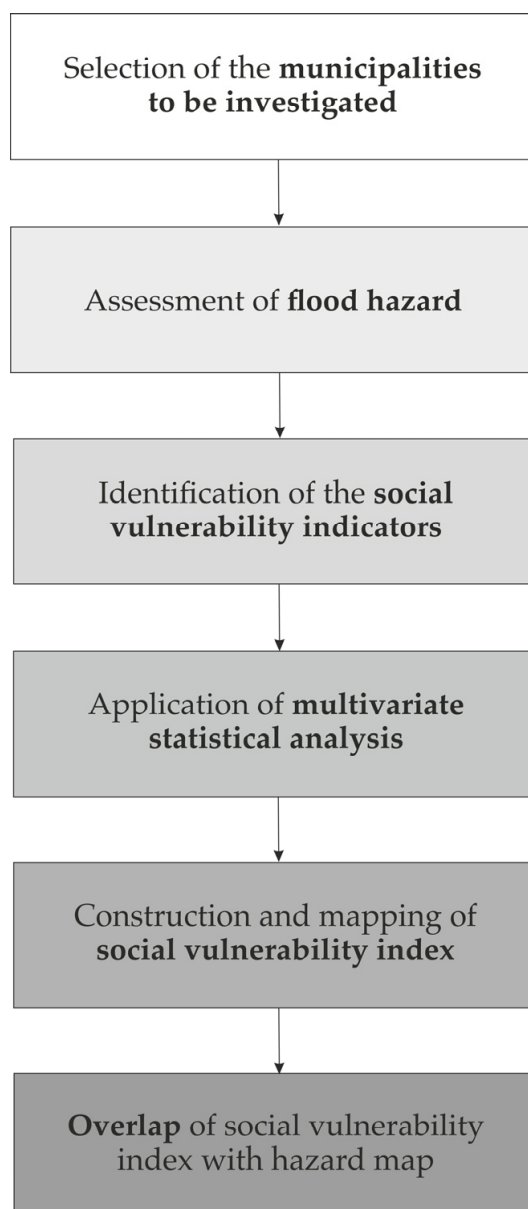 Selection of the municipalities
to be investigated
Assessment of flood hazard
Identification of the social
vulnerability indicators
Application of multivariate
statistical analysis
Construction and mapping of
social vulnerability index
Overlap of social vulnerability
index with hazard map